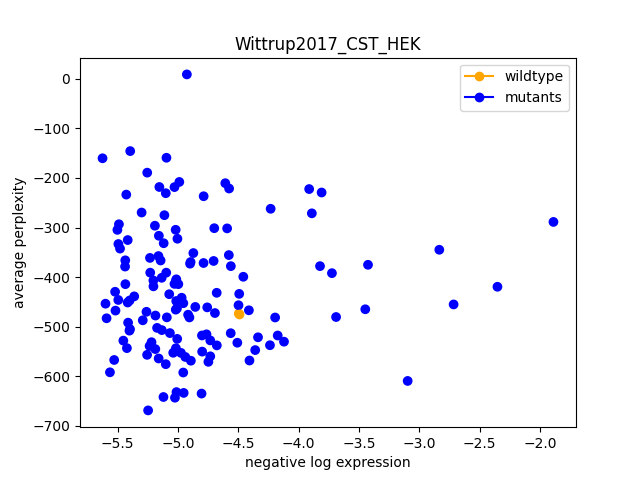 Wittrup2017_CST_HEK
wildtype
mutants
average perplexity
0
−100
−200
−300
−400
−500
−600
−700
−5.5 −5.0 −4.5 −4.0 −3.5 −3.0 −2.5 −2.0
negative log expression